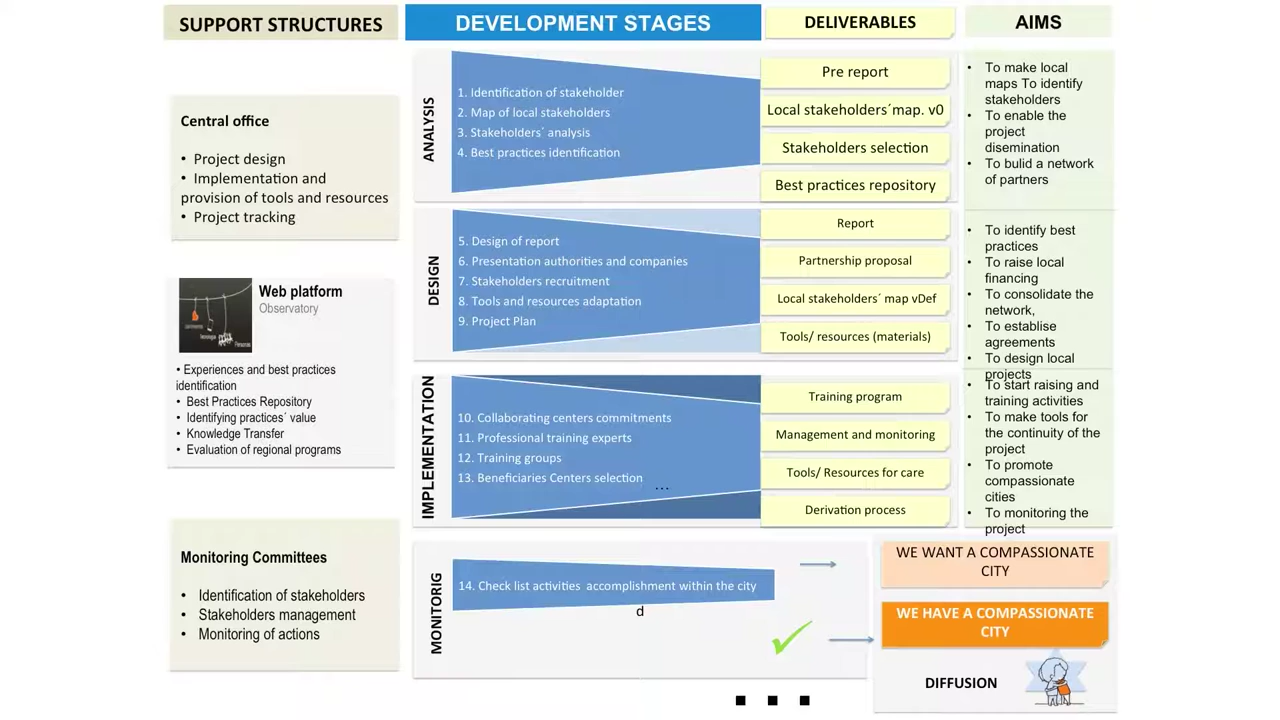 SUPPORT STRUCTURES
DEVELOPMENT STAGES
DELIVERABLES
AIMS
Central office
• Project design
• Implementation and
provision of tools and resources
• Project tracking
Web platform
Observatory
• Experiences and best practices
identification
• Best Practices Repository
• Identifying practices´ value
• Knowledge Transfer
• Evaluation of regional programs
Monitoring Committees
• Identification of stakeholders
• Stakeholders management
• Monitoring of actions
ANALYSIS
1. Identification of stakeholder
2. Map of local stakeholders
3. Stakeholders´ analysis
4. Best practices identification
Pre report
Local stakeholders´map. v0
Stakeholders selection
Best practices repository
• To make local
maps To identify
stakeholders
• To enable the
project
disemination
• To bulid a network
of partners
DESIGN
5. Design of report
6. Presentation authorities and companies
7. Stakeholders recruitment
8. Tools and resources adaptation
9. Project Plan
Report
Partnership proposal
Local stakeholders´ map vDef
Tools/ resources (materials)
• To identify best
practices
• To raise local
financing
• To consolidate the
network,
• To establise
agreements
• To design local
projects
IMPLEMENTATION
10. Collaborating centers commitments
11. Professional training experts
12. Training groups
13. Beneficiaries Centers selection
...
Training program
Management and monitoring
Tools/ Resources for care
Derivation process
• To start raising and
training activities
• To make tools for
the continuity of the
project
• To promote
compassionate
cities
• To monitoring the
project
MONITORIG
14. Check list activities accomplishment within the city
d
WE WANT A COMPASSIONATE
CITY
WE HAVE A COMPASSIONATE
CITY
DIFFUSION